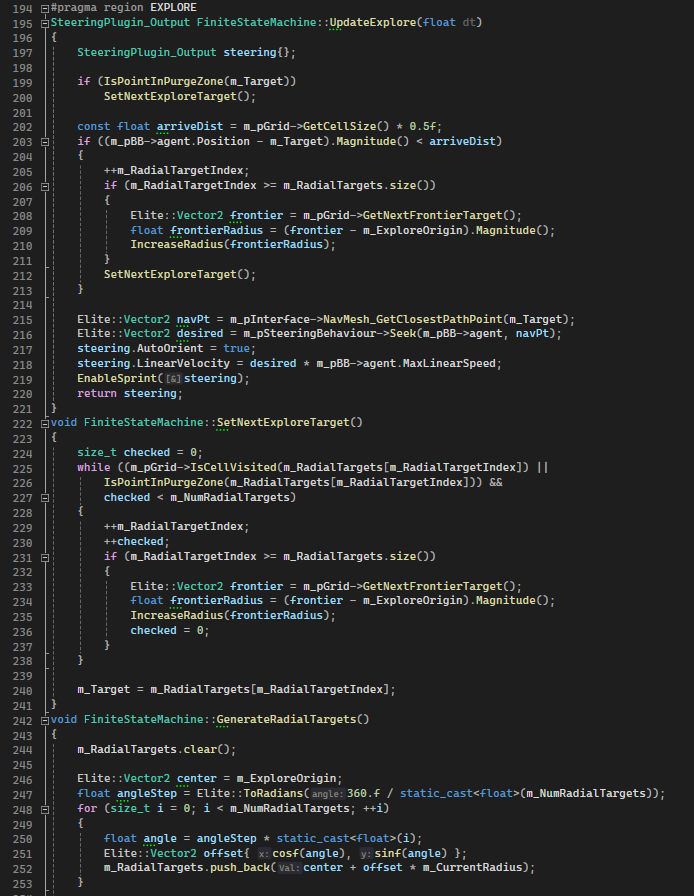 194 #pragma region EXPLORE
195 SteeringPlugin_Output FiniteStateMachine::UpdateExplore(float dt)
196 {
197 SteeringPlugin_Output steering{};
198
199 if (IsPointInPurgeZone(m_Target))
200 SetNextExploreTarget();
201
202 const float arriveDist = m_pGrid->GetCellSize() * 0.5f;
203 if ((m_pBB->agent.Position - m_Target).Magnitude() < arriveDist)
204 {
205 ++m_RadialTargetIndex;
206 if (m_RadialTargetIndex >= m_RadialTargets.size())
207 {
208 Elite::Vector2 frontier = m_pGrid->GetNextFrontierTarget();
209 float frontierRadius = (frontier - m_ExploreOrigin).Magnitude();
210 IncreaseRadius(frontierRadius);
211 }
212 SetNextExploreTarget();
213 }
214
215 Elite::Vector2 navPt = m_pInterface->NavMesh_GetClosestPathPoint(m_Target);
216 Elite::Vector2 desired = m_pSteeringBehaviour->Seek(m_pBB->agent, navPt);
217 steering.AutoOrient = true;
218 steering.LinearVelocity = desired * m_pBB->agent.MaxLinearSpeed;
219 EnableSprint([&]steering);
220 return steering;
221 }
222 void FiniteStateMachine::SetNextExploreTarget()
223 {
224 size_t checked = 0;
225 while ((m_pGrid->IsCellVisited(m_RadialTargets[m_RadialTargetIndex]) ||
226 IsPointInPurgeZone(m_RadialTargets[m_RadialTargetIndex])) &&
227 checked < m_NumRadialTargets)
228 {
229 ++m_RadialTargetIndex;
230 ++checked;
231 if (m_RadialTargetIndex >= m_RadialTargets.size())
232 {
233 Elite::Vector2 frontier = m_pGrid->GetNextFrontierTarget();
234 float frontierRadius = (frontier - m_ExploreOrigin).Magnitude();
235 IncreaseRadius(frontierRadius);
236 checked = 0;
237 }
238 }
239
240 m_Target = m_RadialTargets[m_RadialTargetIndex];
241 }
242 void FiniteStateMachine::GenerateRadialTargets()
243 {
244 m_RadialTargets.clear();
245
246 Elite::Vector2 center = m_ExploreOrigin;
247 float angleStep = Elite::ToRadians(angle: 360.f / static_cast<float>(m_NumRadialTargets));
248 for (size_t i = 0; i < m_NumRadialTargets; ++i)
249 {
250 float angle = angleStep * static_cast<float>(i);
251 Elite::Vector2 offset{ x: cosf(angle), y: sinf(angle) };
252 m_RadialTargets.push_back(Val: center + offset * m_CurrentRadius);
253 }